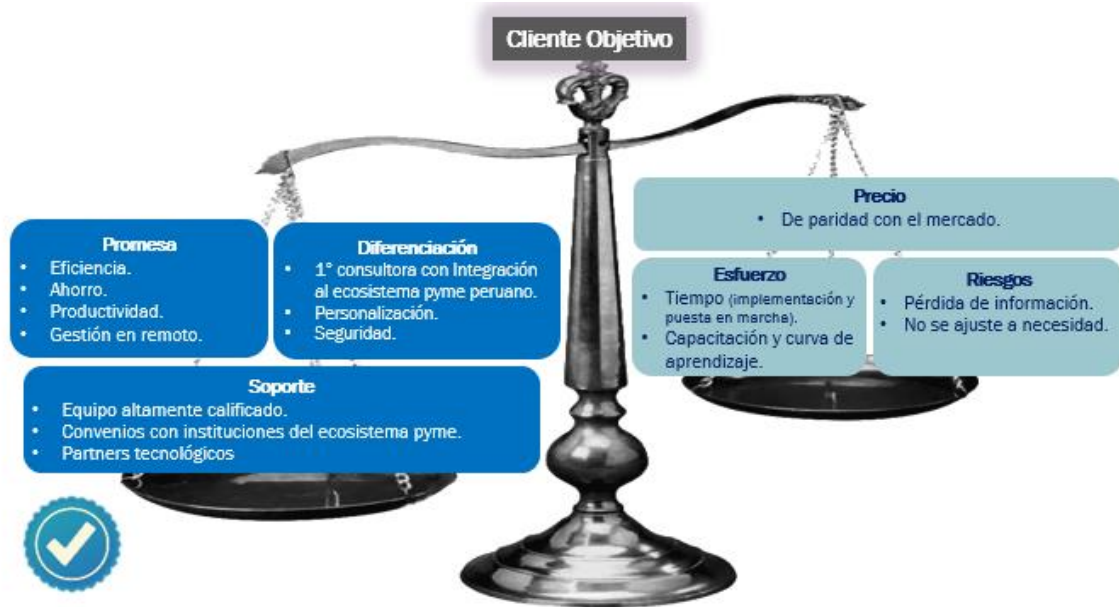 Cliente Objetivo
Promesa
• Eficiencia.
• Ahorro.
• Productividad.
• Gestión en remoto.
Diferenciación
• 1° consultora con Integración
al ecosistema pyme peruano.
• Personalización.
• Seguridad.
Soporte
• Equipo altamente calificado.
• Convenios con instituciones del ecosistema pyme.
• Partners tecnológicos
Precio
• De paridad con el mercado.
Esfuerzo
• Tiempo (implementación y
puesta en marcha).
• Capacitación y curva de
aprendizaje.
Riesgos
• Pérdida de información.
• No se ajuste a necesidad.